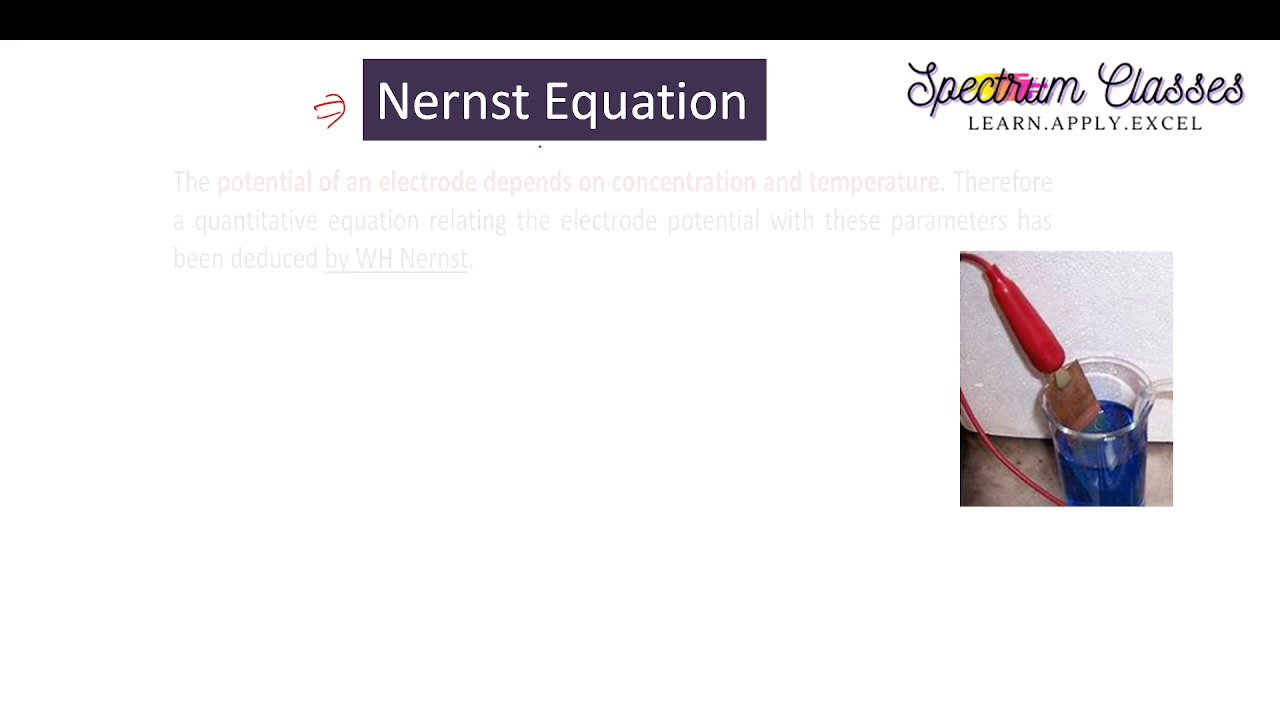 Nernst Equation
Spectrum Classes
LEARN.APPLY.EXCEL
The potential of an electrode depends on concentration and temperature. Therefore
a quantitative equation relating the electrode potential with these parameters has
been deduced by WH Nernst.